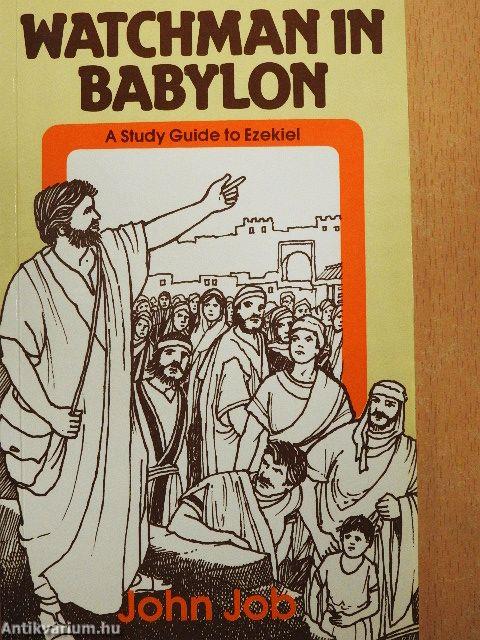 WATCHMAN IN
BABYLON
A Study Guide to Ezekiel
John Job
Antikvarium.hu